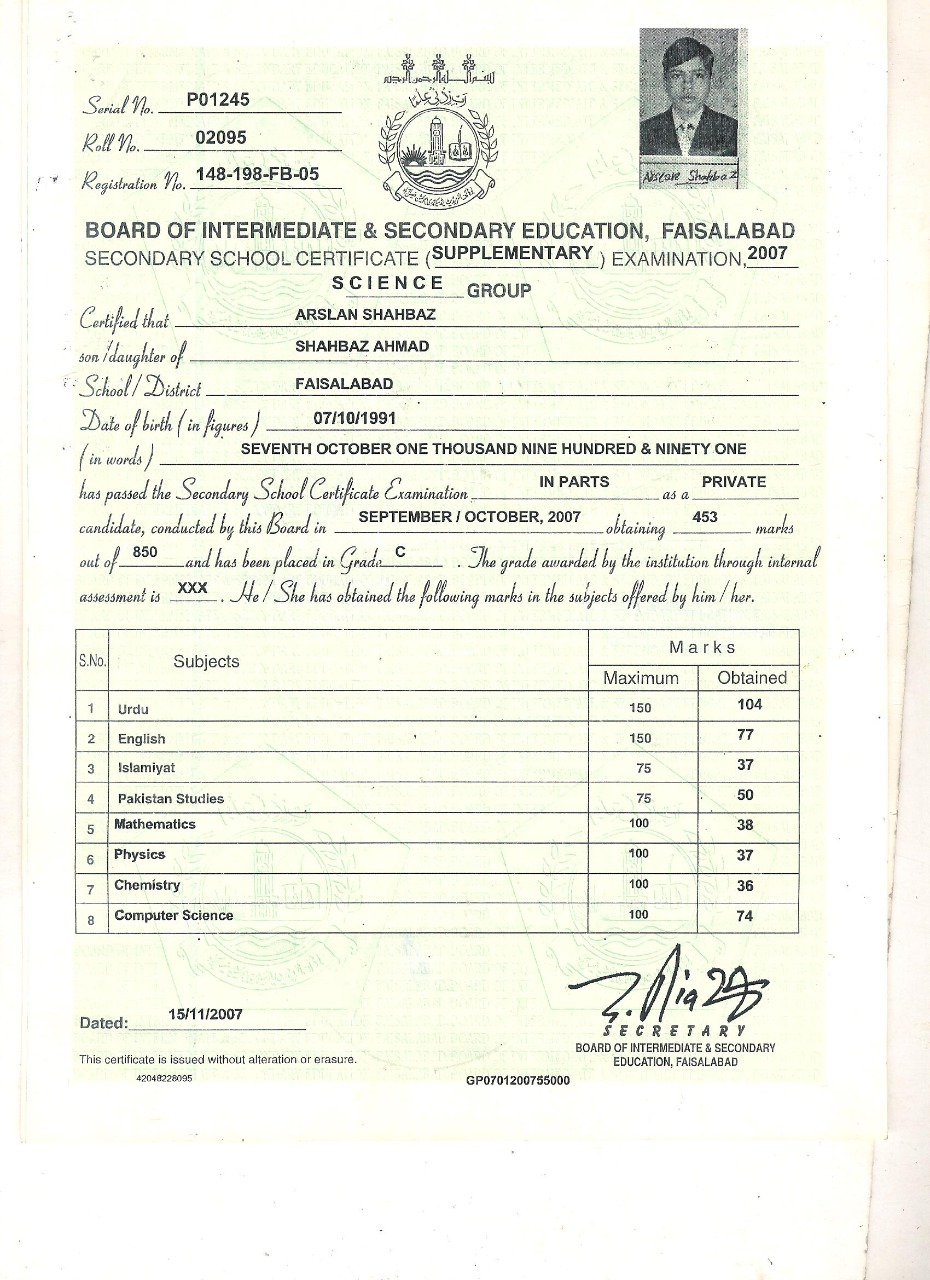 بسم الله الرحمن الرحيم
رب زدنی علما
Serial No. P01245
Roll No. 02095
Registration No. 148-198-FB-05
Arslan Shahbaz
BOARD OF INTERMEDIATE & SECONDARY EDUCATION, FAISALABAD
SECONDARY SCHOOL CERTIFICATE (SUPPLEMENTARY) EXAMINATION, 2007
SCIENCE GROUP
Certified that ARSLAN SHAHBAZ
son/daughter of SHAHBAZ AHMAD
School/District FAISALABAD
Date of birth (in figures) 07/10/1991
(in words) SEVENTH OCTOBER ONE THOUSAND NINE HUNDRED & NINETY ONE
has passed the Secondary School Certificate Examination IN PARTS as a PRIVATE
candidate, conducted by this Board in SEPTEMBER / OCTOBER, 2007 obtaining 453 marks
out of 850 and has been placed in Grade C . The grade awarded by the institution through internal
assessment is XXX . He/She has obtained the following marks in the subjects offered by him/her.
S.No. Subjects Marks
Maximum Obtained
1 Urdu 150 104
2 English 150 77
3 Islamiyat 75 37
4 Pakistan Studies 75 50
5 Mathematics 100 38
6 Physics 100 37
7 Chemistry 100 36
8 Computer Science 100 74
Dated: 15/11/2007
SECRETARY
BOARD OF INTERMEDIATE & SECONDARY
EDUCATION, FAISALABAD
This certificate is issued without alteration or erasure.
42048228095
GP0701200755000